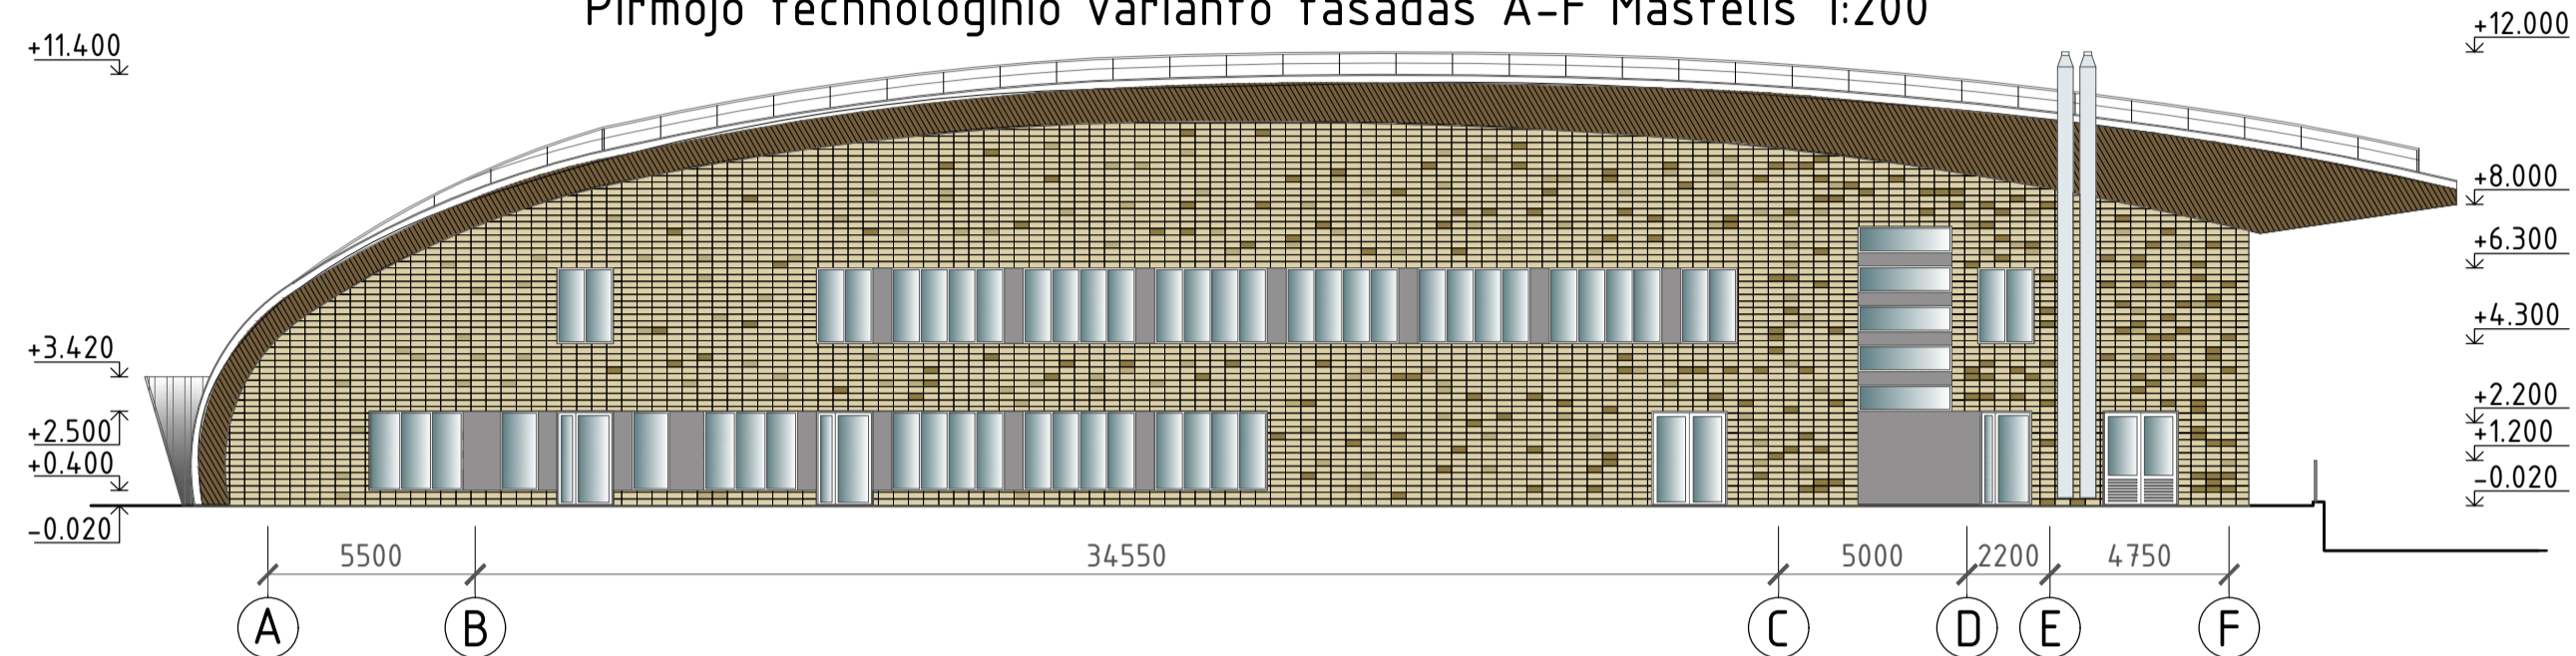 Pirmojo technologinio varianto fasadas A-F Mastelis 1:200
+11.400
+12.000
+8.000
+6.300
+4.300
+3.420
+2.200
+2.500
+1.200
+0.400
-0.020
-0.020
5500
34550
5000
2200
4750
A
B
C
D
E
F